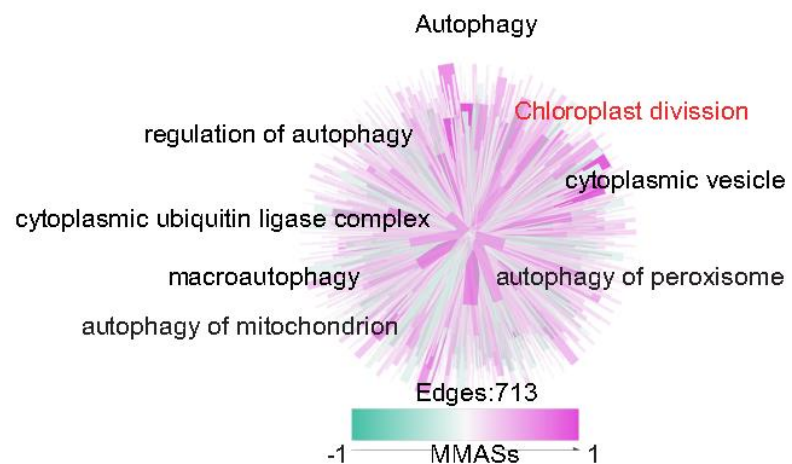 Autophagy
Chloroplast divission
regulation of autophagy
cytoplasmic vesicle
cytoplasmic ubiquitin ligase complex
macroautophagy
autophagy of peroxisome
autophagy of mitochondrion
Edges:713
-1
MMASs
1